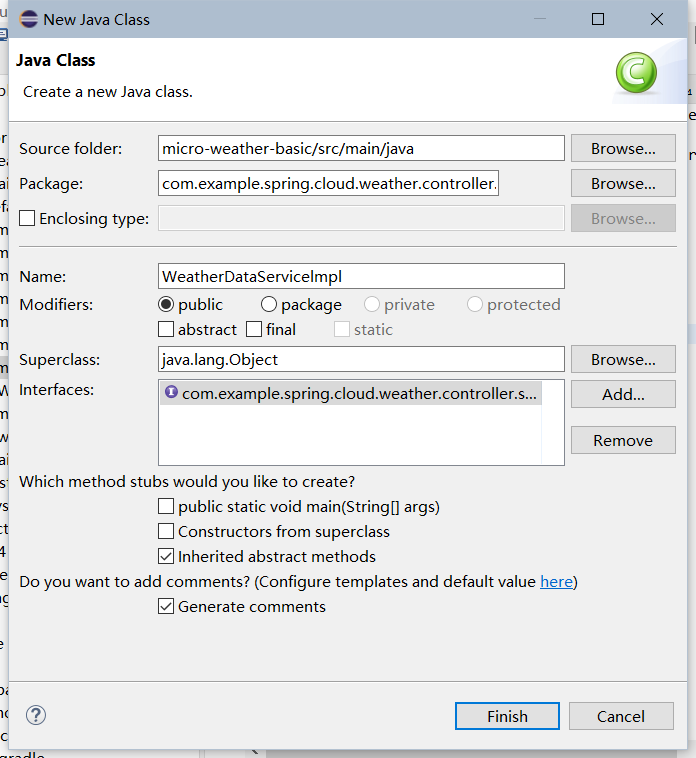 New Java Class
Java Class
Create a new Java class.
Source folder: micro-weather-basic/src/main/java Browse...
Package: com.example.spring.cloud.weather.controller. Browse...
Enclosing type: Browse...
Name: WeatherDataServiceImpl
Modifiers: public package private protected
abstract final static
Superclass: java.lang.Object Browse...
Interfaces: com.example.spring.cloud.weather.controller.s... Add...
Remove
Which method stubs would you like to create?
public static void main(String[] args)
Constructors from superclass
Inherited abstract methods
Do you want to add comments? (Configure templates and default value here)
Generate comments
? Finish Cancel